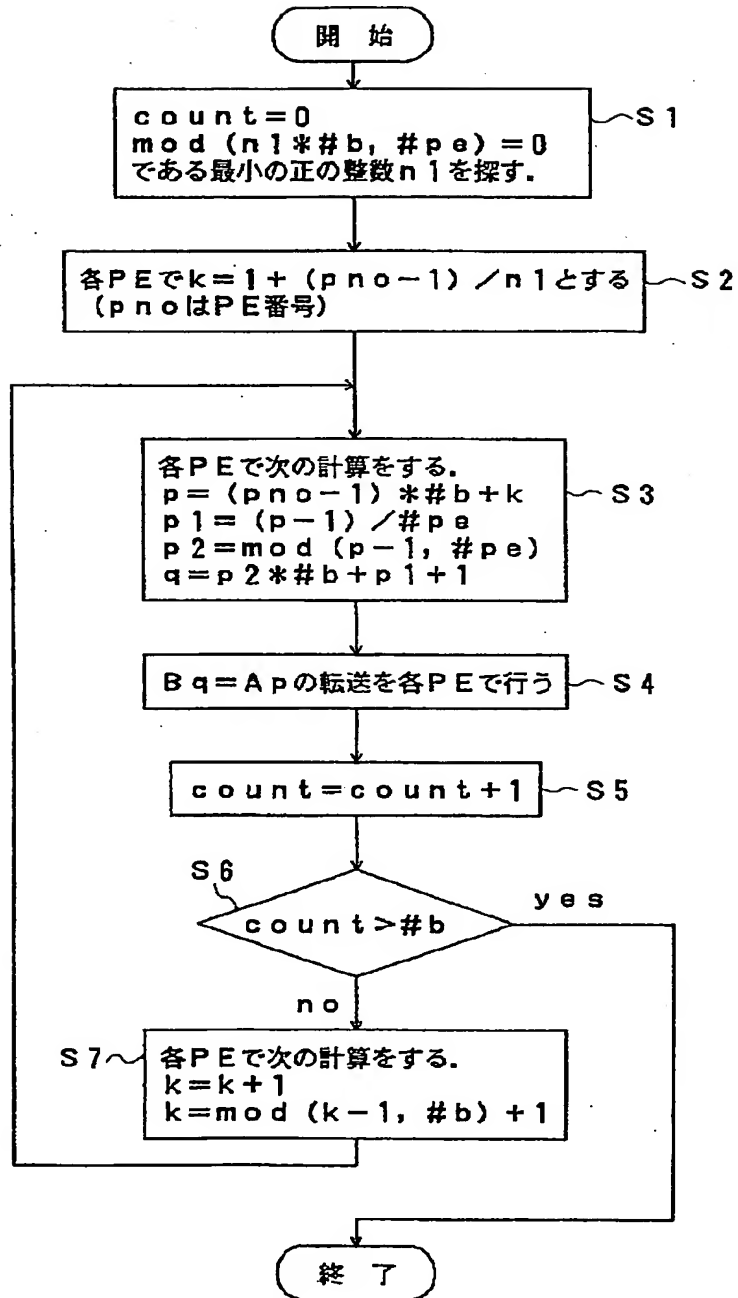 開 始
count=0
mod (n1*#b, #pe) =0
である最小の正の整数n1を探す.
S1
各PEでk=1+ (pno-1) /n1とする
(pnoはPE番号)
S2
各PEで次の計算をする.
p= (pno-1) *#b+k
p1= (p-1) /#pe
p2=mod (p-1, #pe)
q=p2*#b+p1+1
S3
Bq=Apの転送を各PEで行う
S4
count=count+1
S5
S6
count>#b
yes
no
S7
各PEで次の計算をする.
k=k+1
k=mod (k-1, #b) +1
終 了